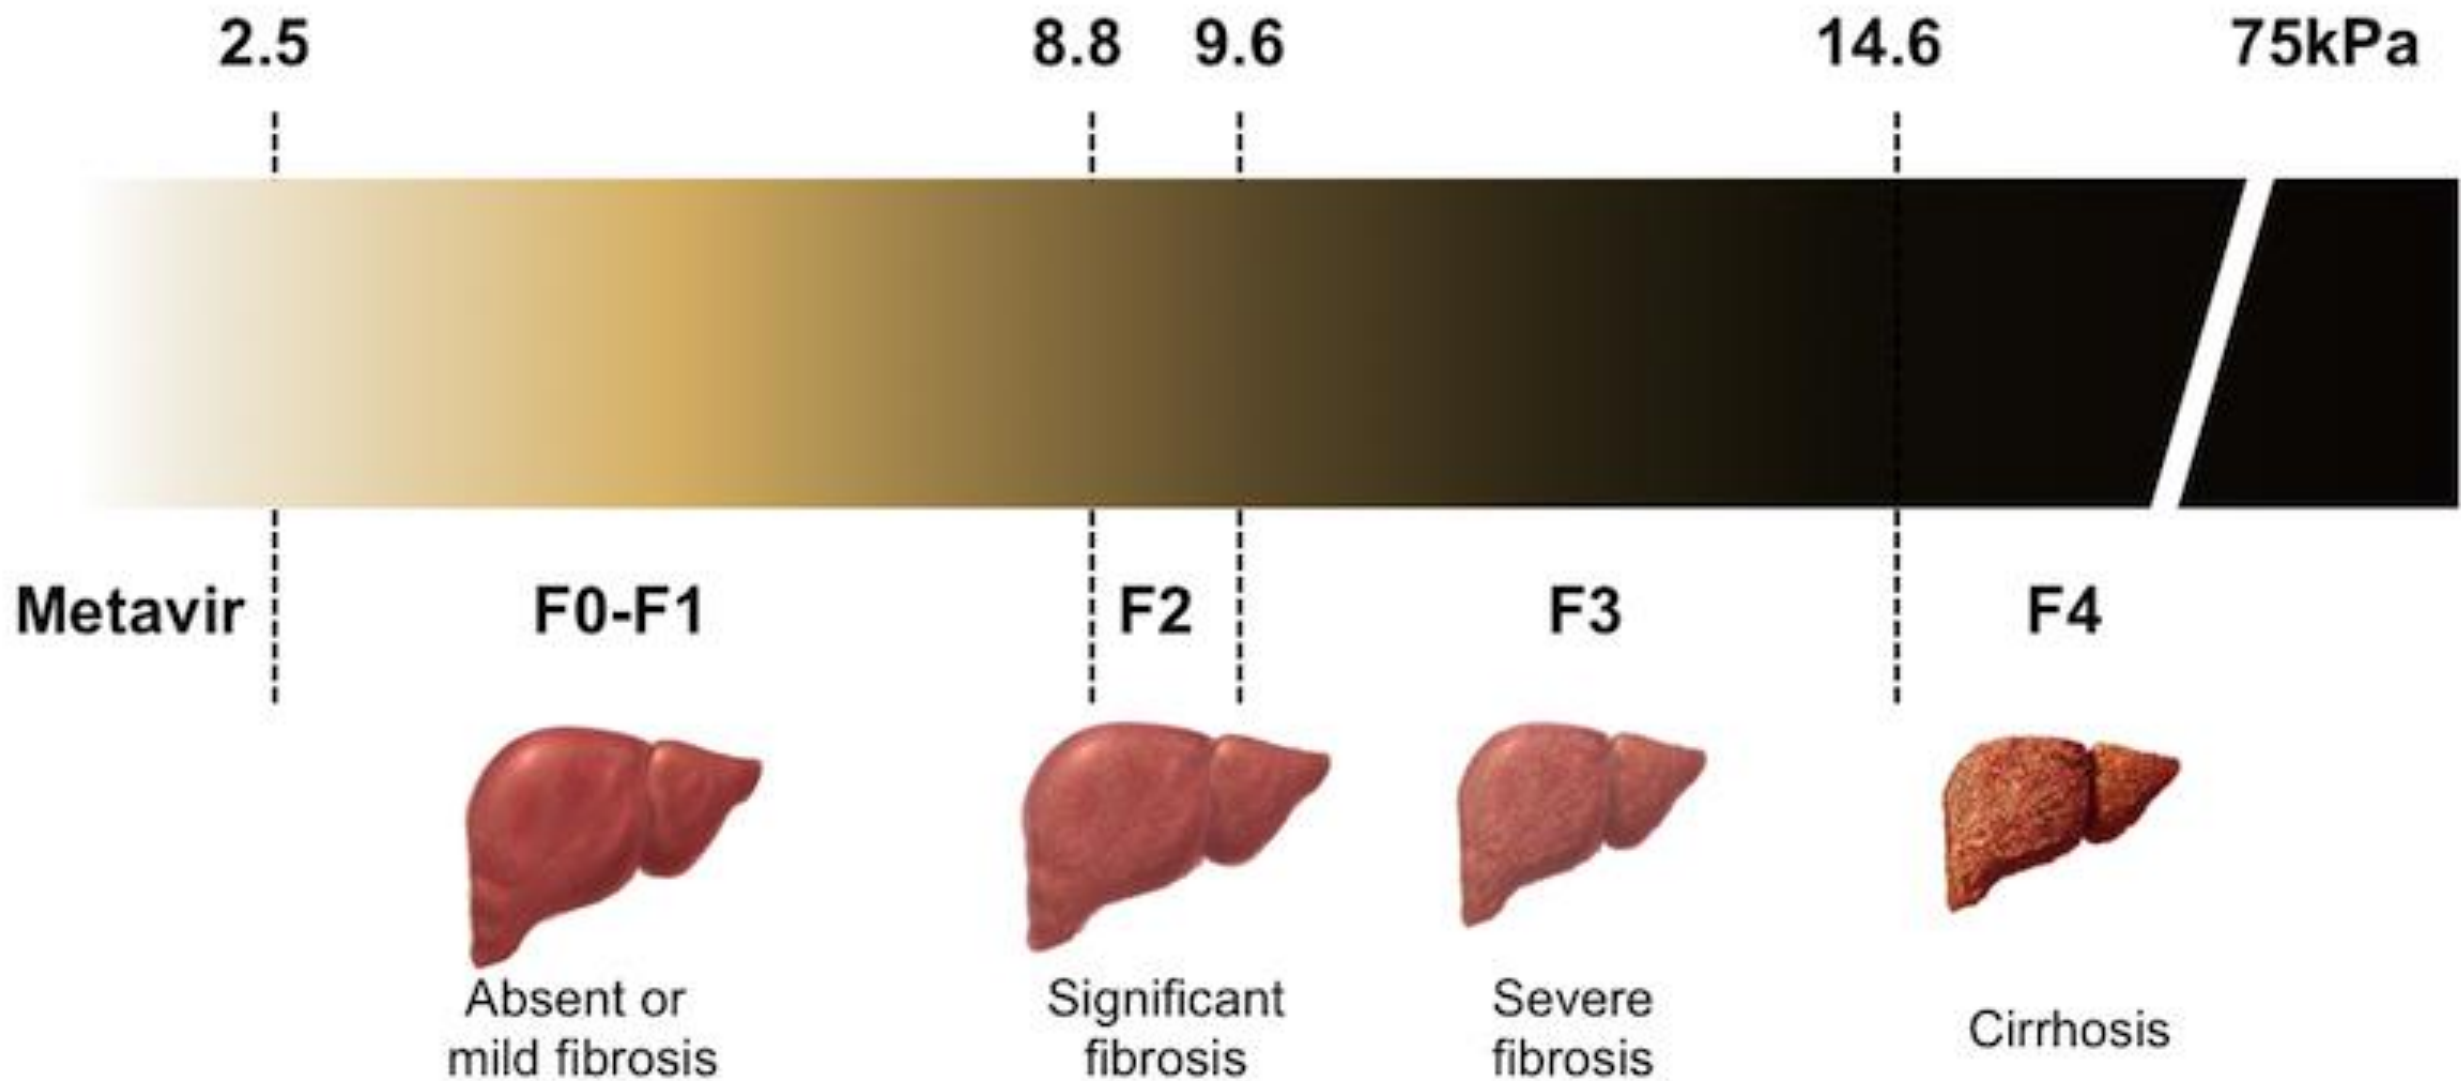 2.5 8.8 9.6 14.6 75kPa
Metavir F0-F1 F2 F3 F4
Absent or
mild fibrosis
Significant
fibrosis
Severe
fibrosis
Cirrhosis